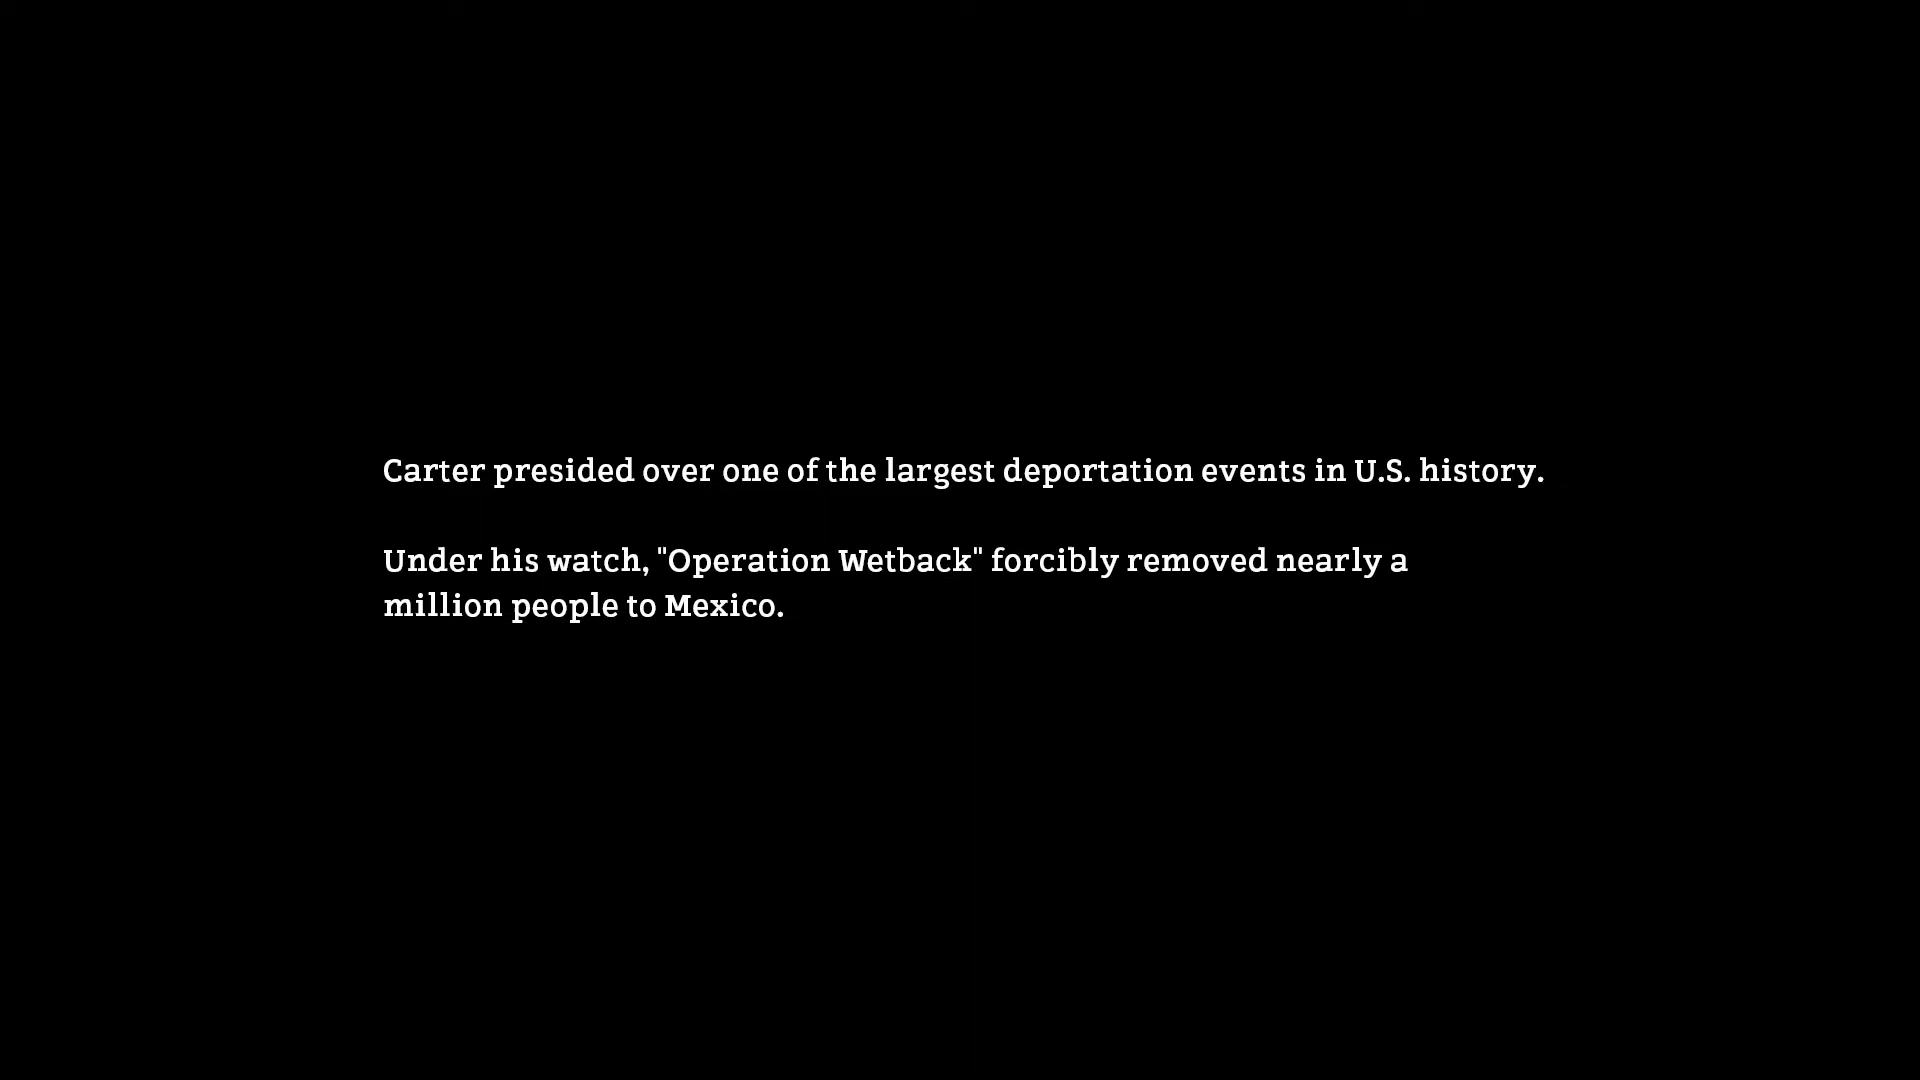 Carter presided over one of the largest deportation events in U.S. history.
Under his watch, "Operation Wetback" forcibly removed nearly a
million people to Mexico.